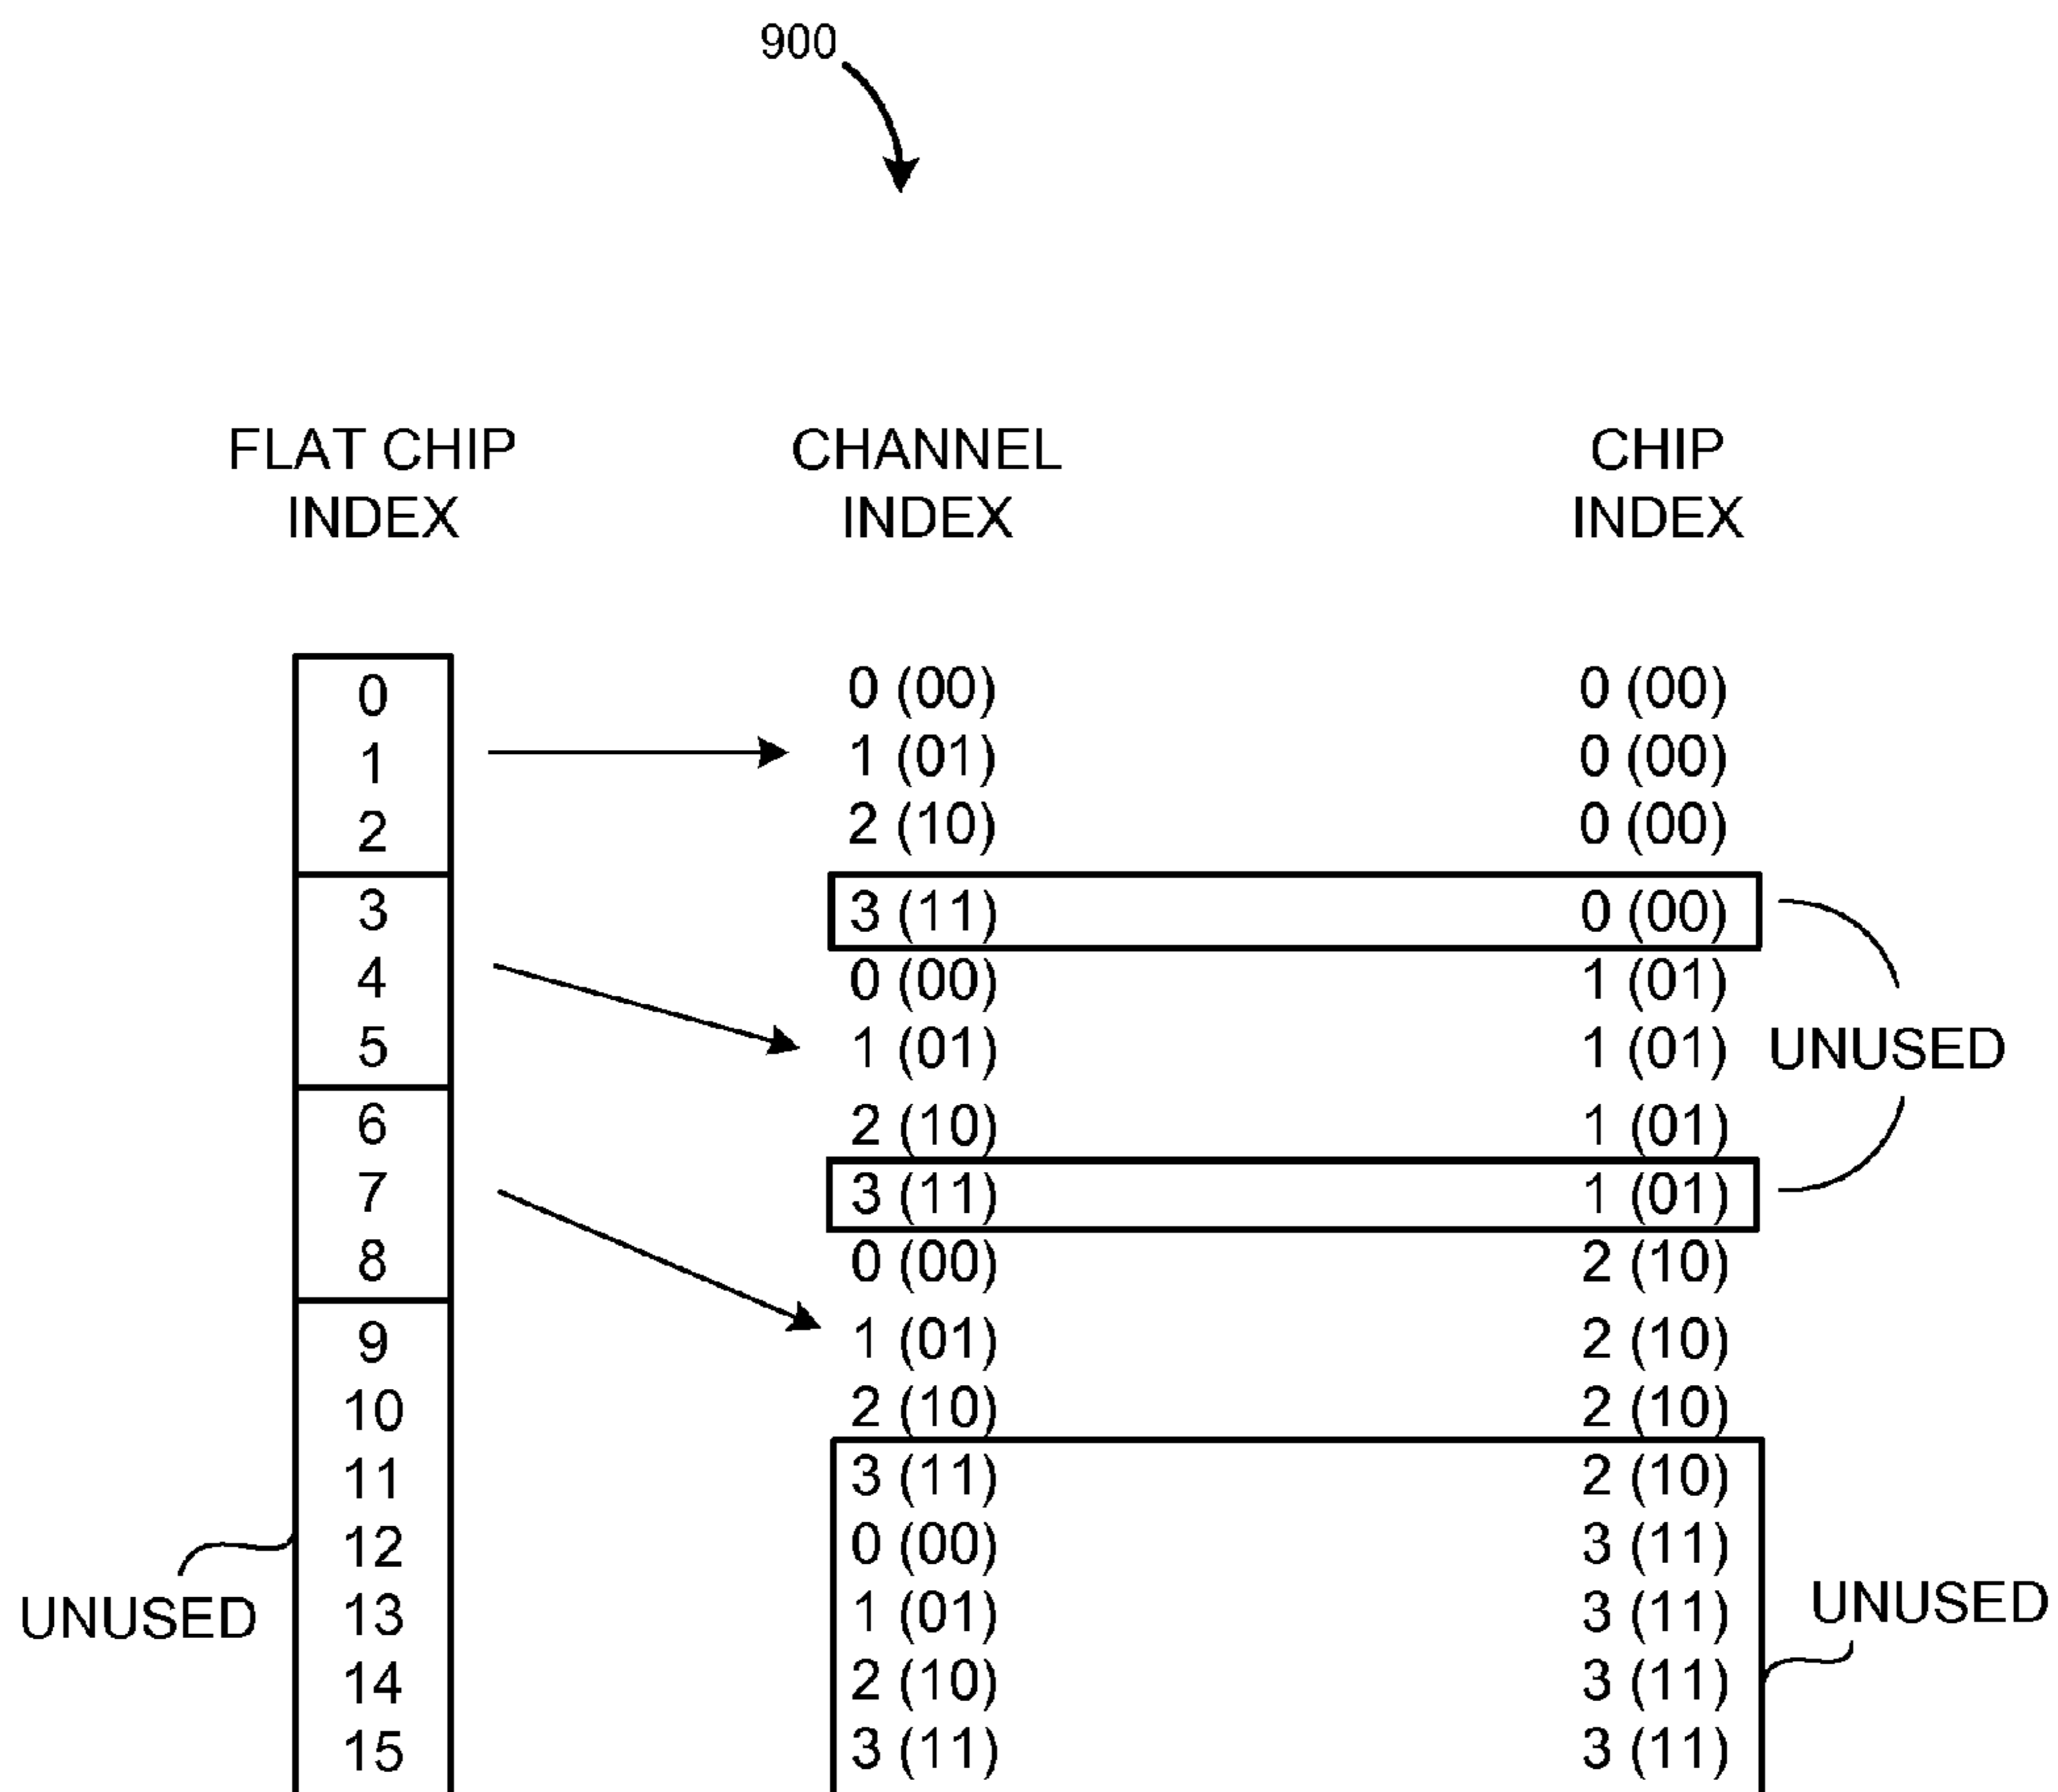 900
FLAT CHIP INDEX CHANNEL INDEX CHIP INDEX
0 0 (00) 0 (00)
1 1 (01) 0 (00)
2 2 (10) 0 (00)
3 3 (11) 0 (00)
4 0 (00) 1 (01)
5 1 (01) 1 (01) UNUSED
6 2 (10) 1 (01)
7 3 (11) 1 (01)
8 0 (00) 2 (10)
9 1 (01) 2 (10)
10 2 (10) 2 (10)
11 3 (11) 2 (10)
12 0 (00) 3 (11)
UNUSED 13 1 (01) 3 (11) UNUSED
14 2 (10) 3 (11)
15 3 (11) 3 (11)